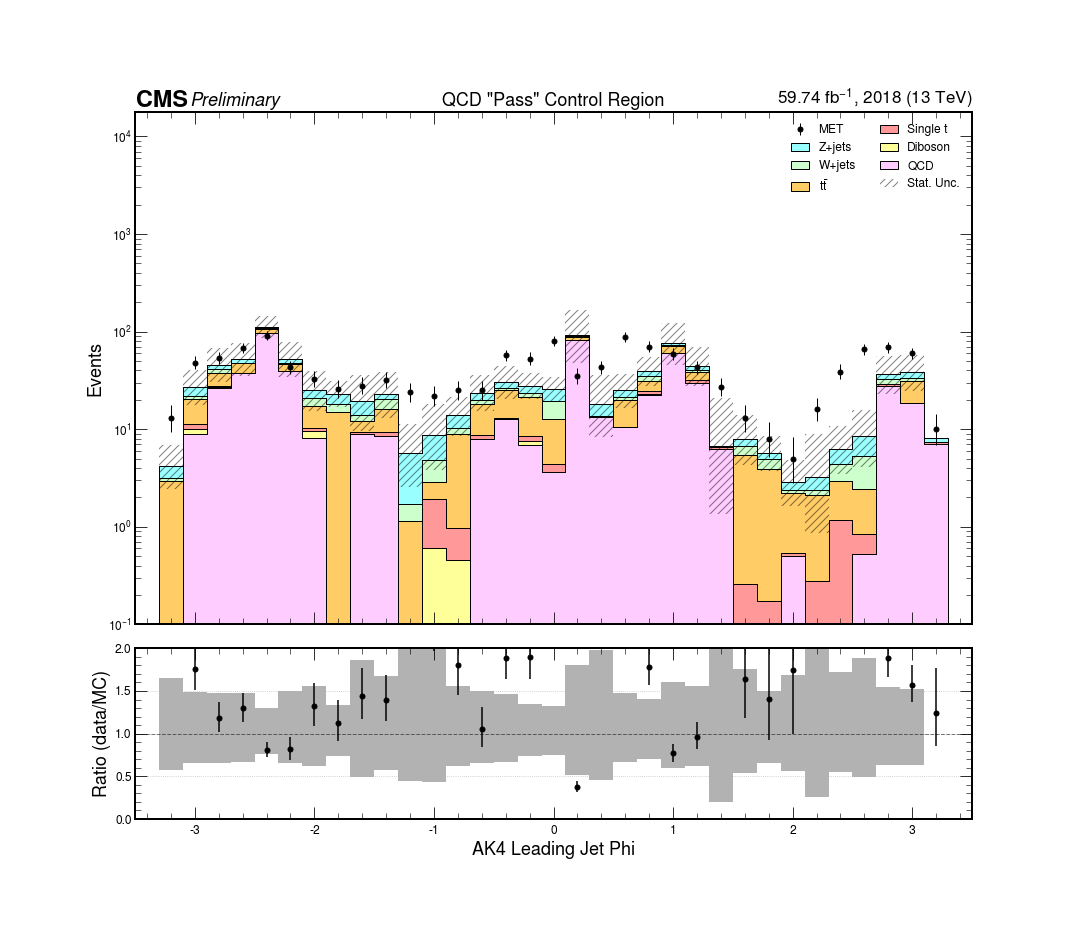 CMS Preliminary QCD "Pass" Control Region 59.74 fb⁻¹, 2018 (13 TeV)
MET
Z+jets
W+jets
tt̄
Single t
Diboson
QCD
Stat. Unc.
Events
10⁴
10³
10²
10¹
10⁰
10⁻¹
Ratio (data/MC)
2.0
1.5
1.0
0.5
0.0
-3 -2 -1 0 1 2 3
AK4 Leading Jet Phi